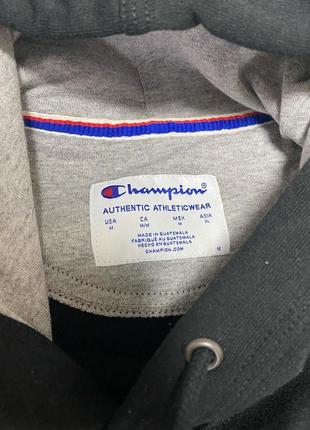 Champion
AUTHENTIC ATHLETICWEAR
USA CA MEX ASIA
M M/M M XL
MADE IN GUATEMALA
FABRIQUÉ AU GUATEMALA
HECHO EN GUATEMALA
CHAMPION.COM